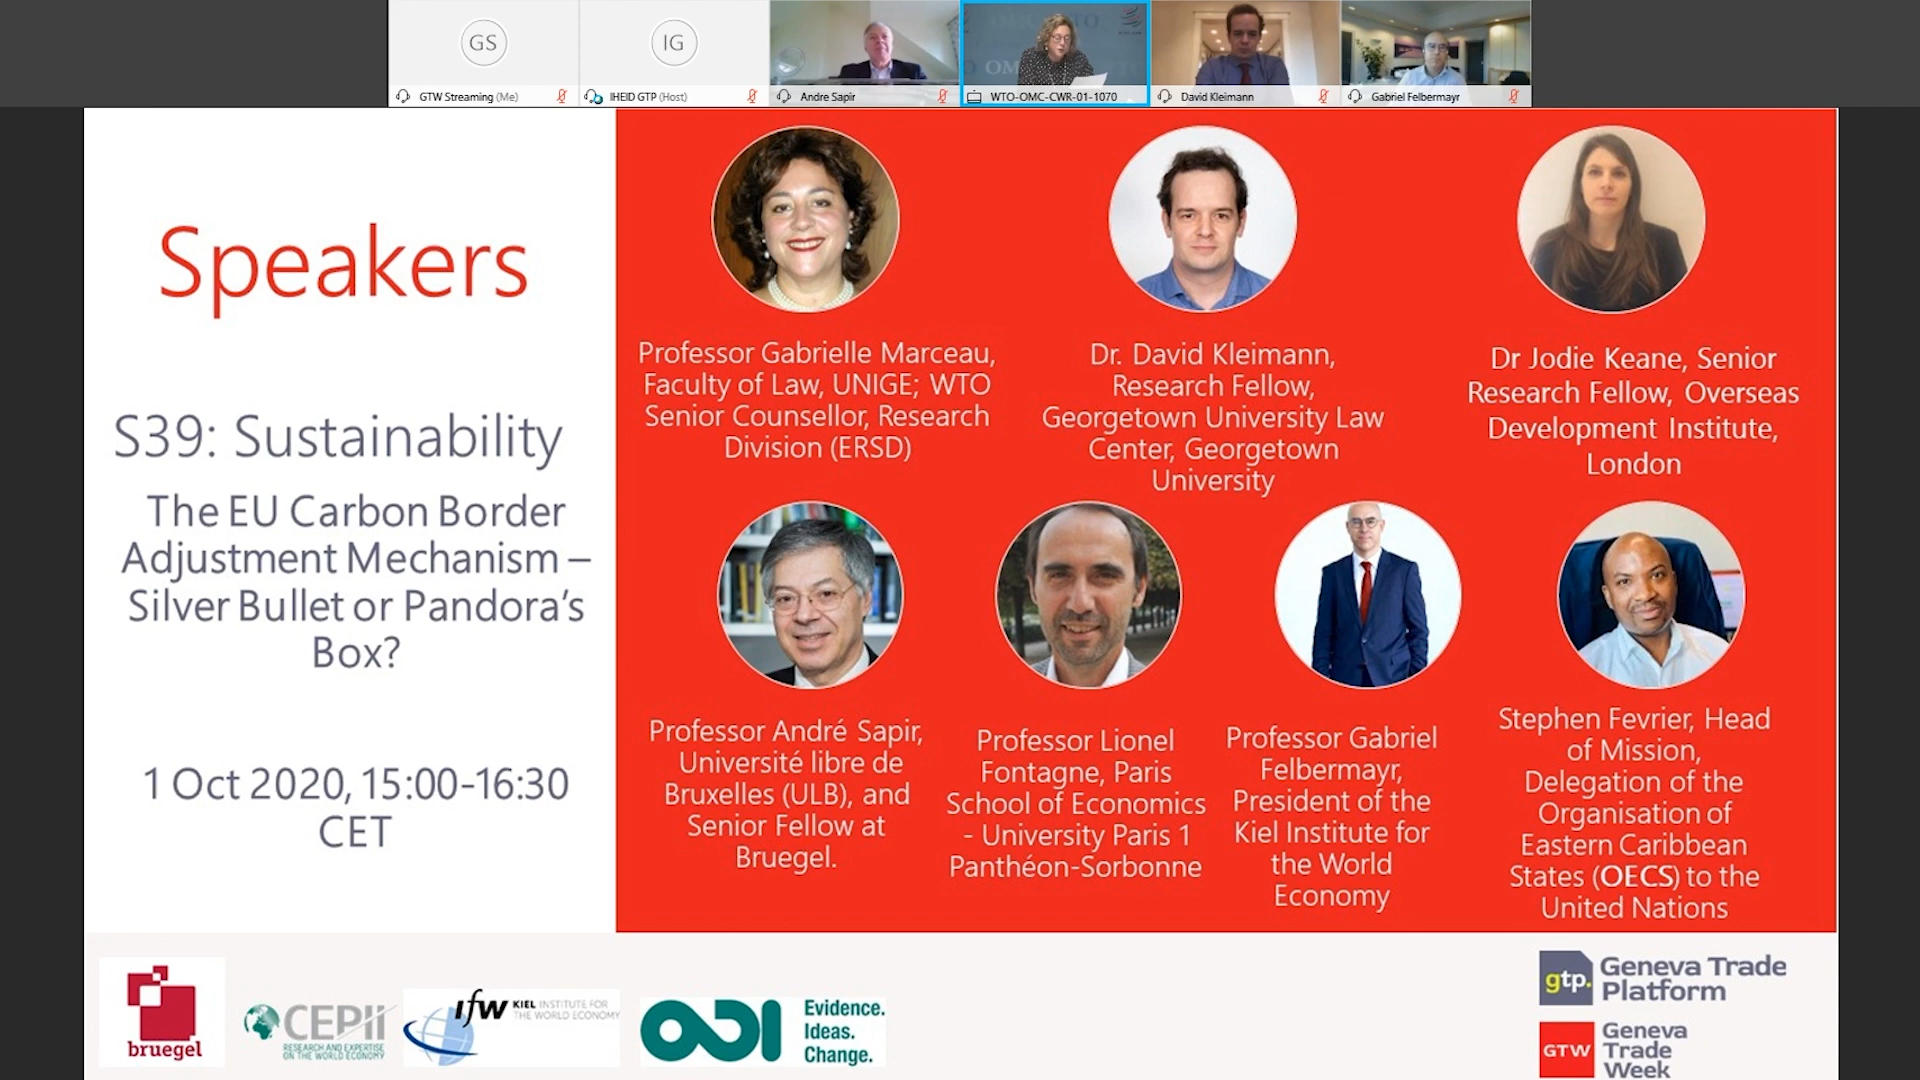 GS
IG
GTW Streaming (Me)
IHEID GTP (Host)
Andre Sapir
WTO-OMC-CWR-01-1070
David Kleimann
Gabriel Felbermayr
Speakers
S39: Sustainability
The EU Carbon Border
Adjustment Mechanism –
Silver Bullet or Pandora’s
Box?
1 Oct 2020, 15:00-16:30
CET
Professor Gabrielle Marceau,
Faculty of Law, UNIGE; WTO
Senior Counsellor, Research
Division (ERSD)
Dr. David Kleimann,
Research Fellow,
Georgetown University Law
Center, Georgetown
University
Dr Jodie Keane, Senior
Research Fellow, Overseas
Development Institute,
London
Professor André Sapir,
Université libre de
Bruxelles (ULB), and
Senior Fellow at
Bruegel.
Professor Lionel
Fontagne, Paris
School of Economics
- University Paris 1
Panthéon-Sorbonne
Professor Gabriel
Felbermayr,
President of the
Kiel Institute for
the World
Economy
Stephen Fevrier, Head
of Mission,
Delegation of the
Organisation of
Eastern Caribbean
States (OECS) to the
United Nations
bruegel
CEPII
RESEARCH AND EXPERTISE
ON THE WORLD ECONOMY
IfW KIEL INSTITUTE FOR
THE WORLD ECONOMY
ODI
Evidence.
Ideas.
Change.
gtp.
Geneva Trade
Platform
GTW
Geneva
Trade
Week